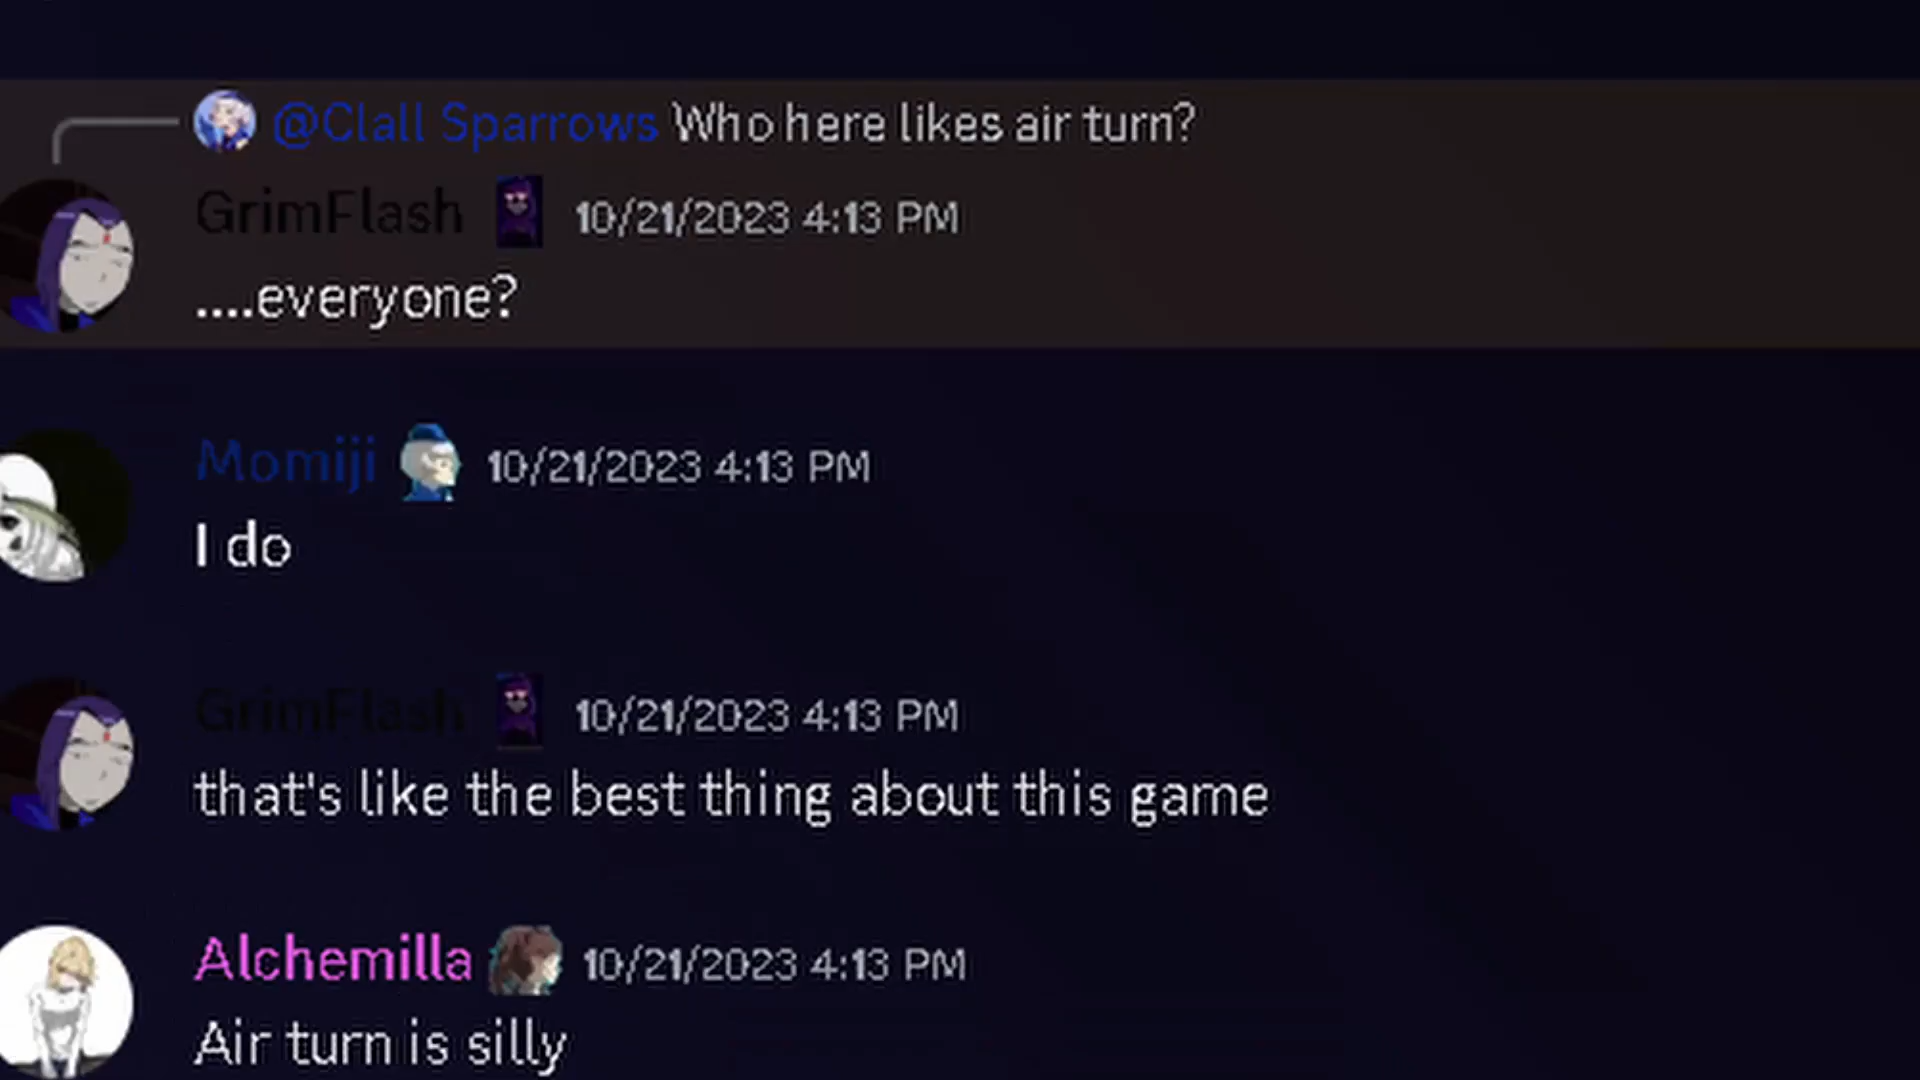 @Clall Sparrows Who here likes air turn?
GrimFlash 10/21/2023 4:13 PM
....everyone?
Momiji 10/21/2023 4:13 PM
I do
GrimFlash 10/21/2023 4:13 PM
that's like the best thing about this game
Alchemilla 10/21/2023 4:13 PM
Air turn is silly